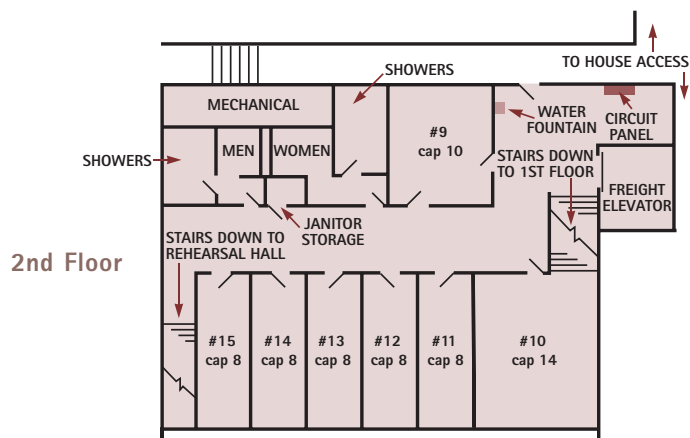 TO HOUSE ACCESS
SHOWERS
MECHANICAL
WATER
FOUNTAIN
CIRCUIT
PANEL
#9
cap 10
MEN
WOMEN
SHOWERS
STAIRS DOWN
TO 1ST FLOOR
FREIGHT
ELEVATOR
JANITOR
STORAGE
STAIRS DOWN TO
REHEARSAL HALL
2nd Floor
#15
cap 8
#14
cap 8
#13
cap 8
#12
cap 8
#11
cap 8
#10
cap 14